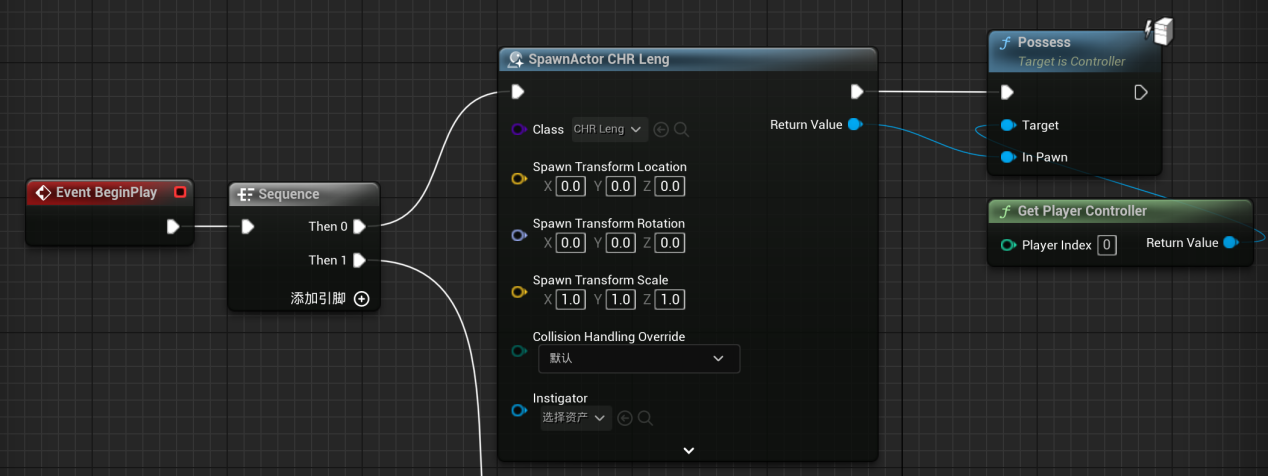 Event BeginPlay
Sequence
Then 0
Then 1
添加引脚
SpawnActor CHR Leng
Class CHR Leng
Return Value
Spawn Transform Location
X 0.0 Y 0.0 Z 0.0
Spawn Transform Rotation
X 0.0 Y 0.0 Z 0.0
Spawn Transform Scale
X 1.0 Y 1.0 Z 1.0
Collision Handling Override
默认
Instigator
选择资产
Possess
Target is Controller
Target
In Pawn
Get Player Controller
Player Index 0 Return Value